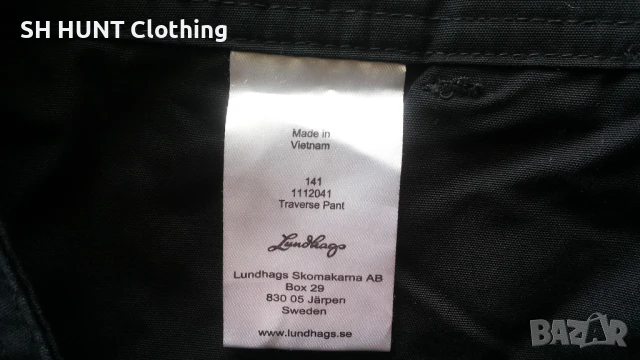 SH HUNT Clothing
Made in
Vietnam
141
1112041
Traverse Pant
Lundhags
Lundhags Skomakarna AB
Box 29
830 05 Järpen
Sweden
www.lundhags.se
BAZAR